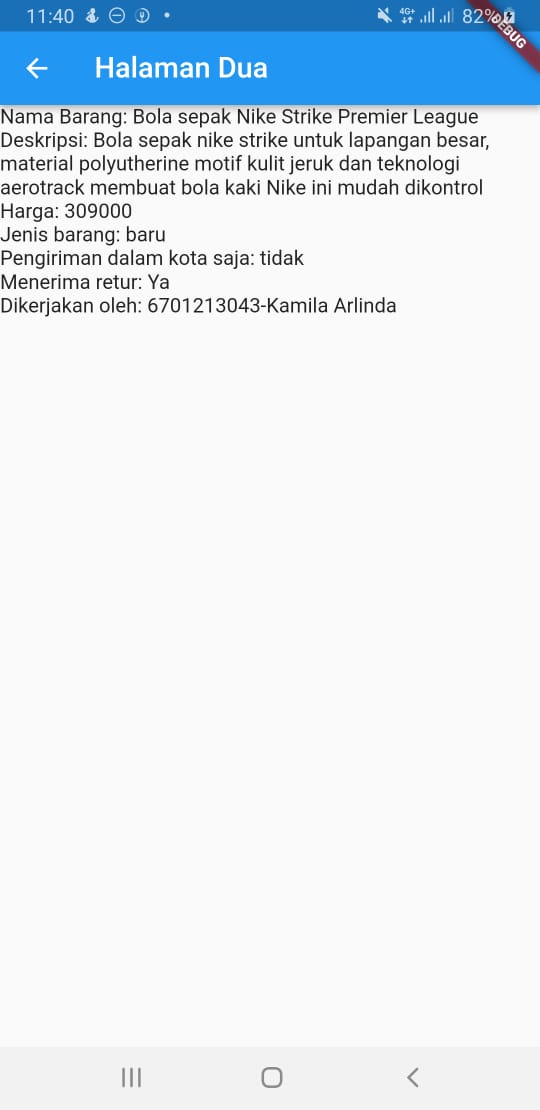 11:40
4G+
82%
DEBUG
Halaman Dua
Nama Barang: Bola sepak Nike Strike Premier League
Deskripsi: Bola sepak nike strike untuk lapangan besar,
material polyutherine motif kulit jeruk dan teknologi
aerotrack membuat bola kaki Nike ini mudah dikontrol
Harga: 309000
Jenis barang: baru
Pengiriman dalam kota saja: tidak
Menerima retur: Ya
Dikerjakan oleh: 6701213043-Kamila Arlinda